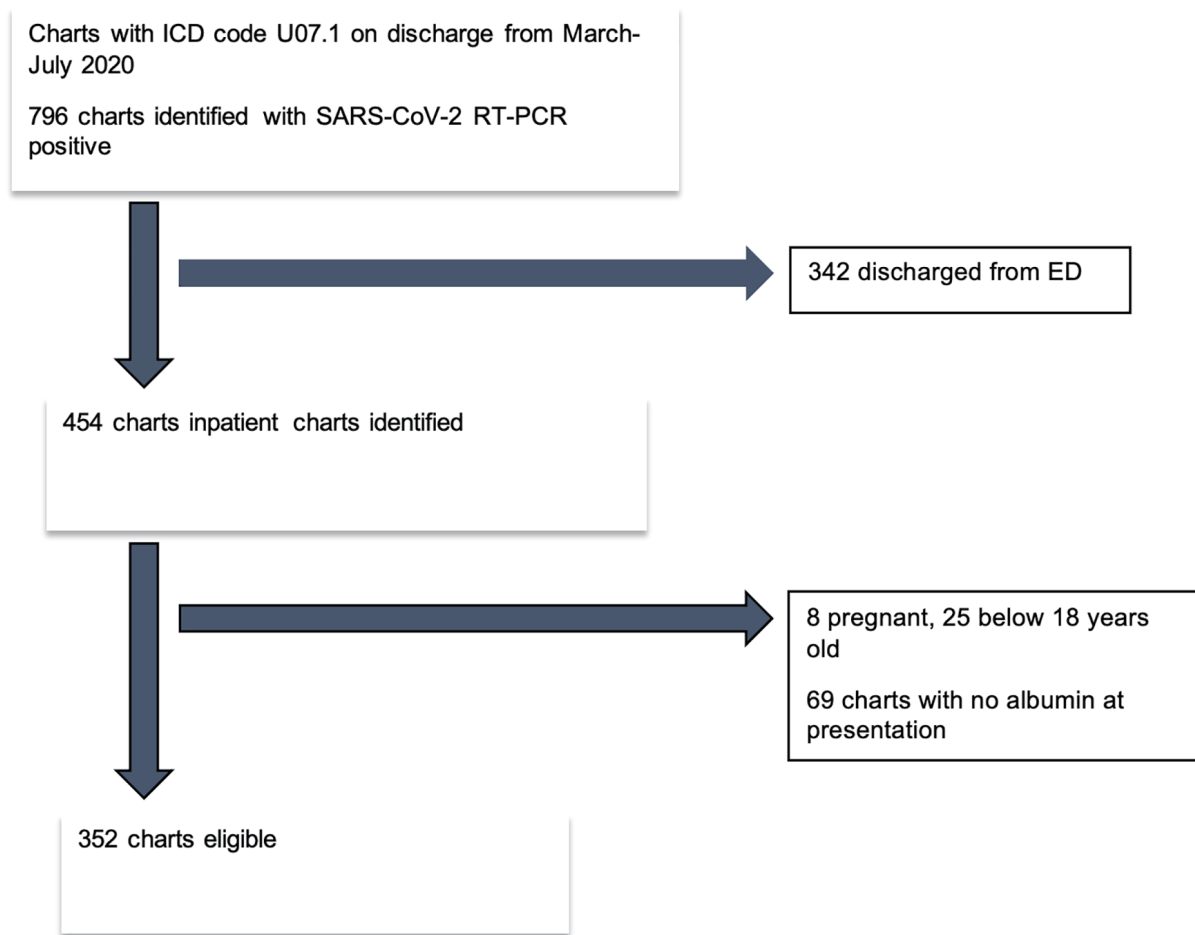 Charts with ICD code U07.1 on discharge from March-
July 2020
796 charts identified with SARS-CoV-2 RT-PCR
positive
342 discharged from ED
454 charts inpatient charts identified
8 pregnant, 25 below 18 years
old
69 charts with no albumin at
presentation
352 charts eligible